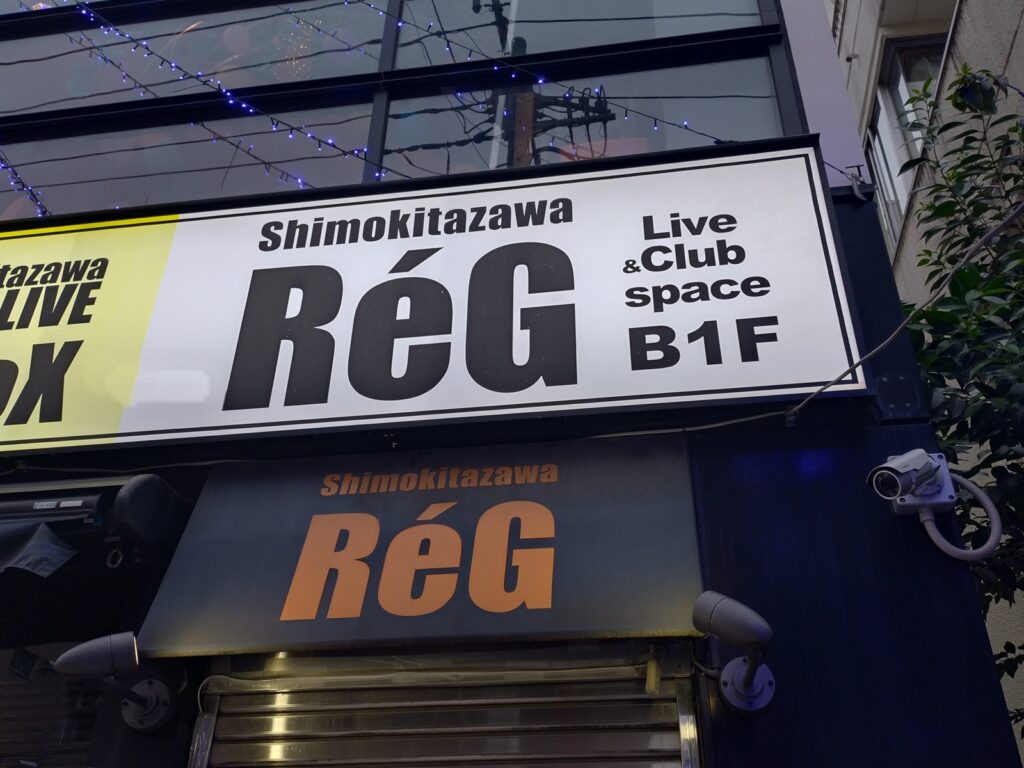 LIVE
Shimokitazawa
RéG
Live
&Club
space
B1F
Shimokitazawa
RéG